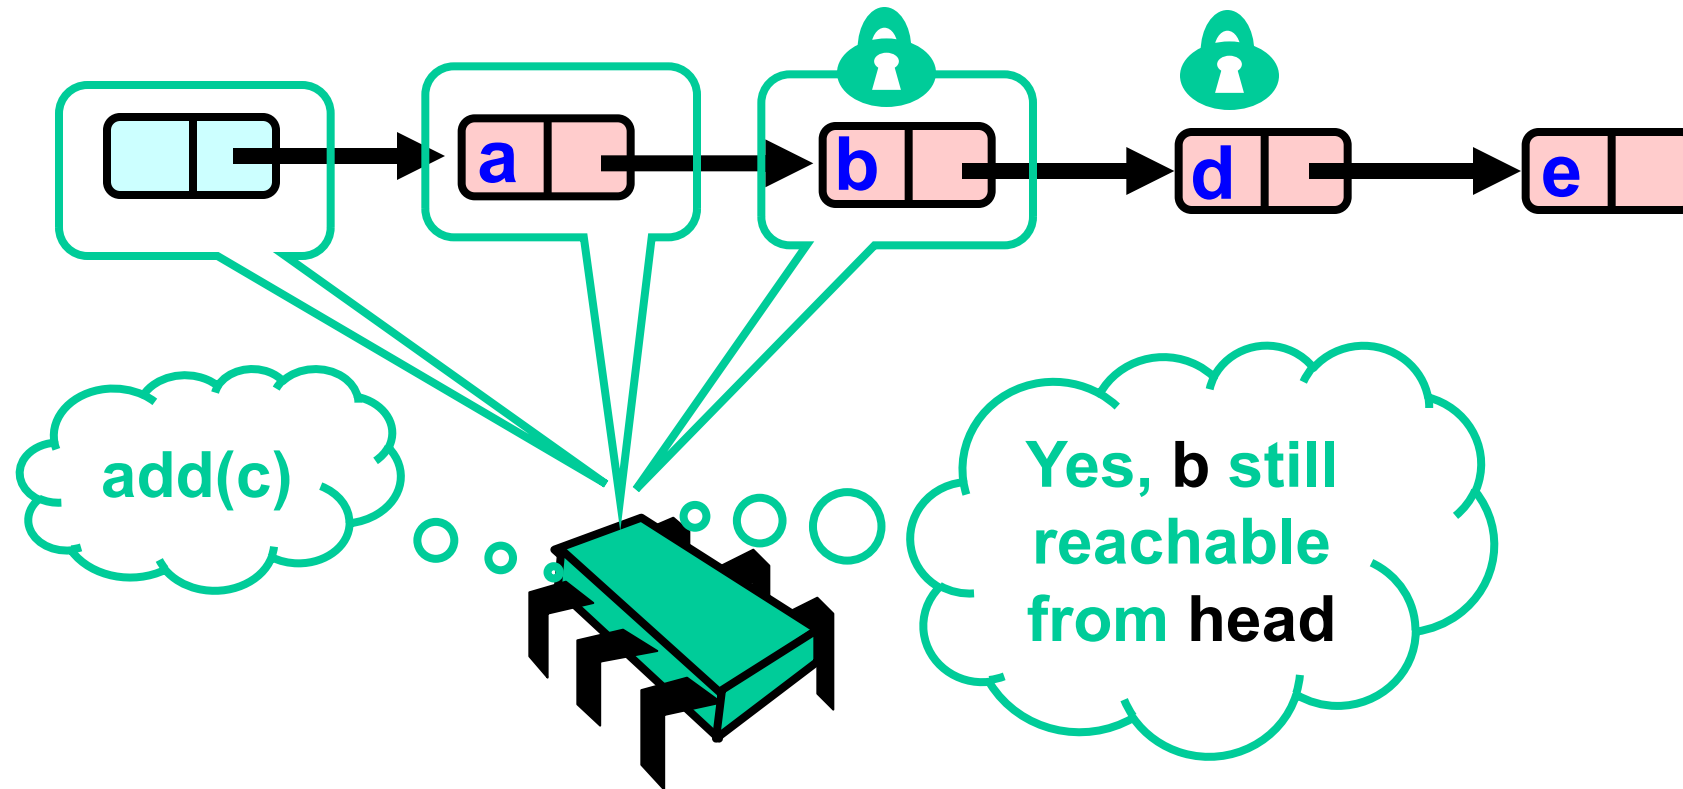 a
b
d
e
add(c)
Yes, b still
reachable
from head